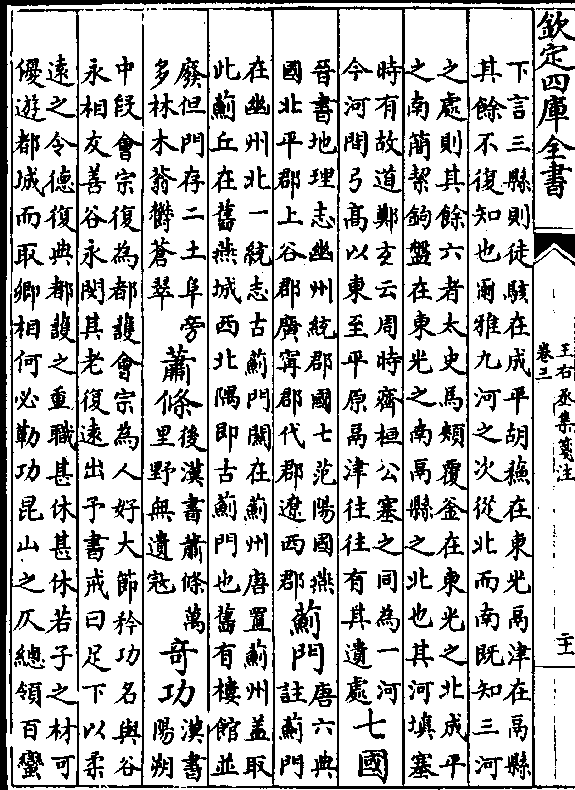 欽定四庫全書
王右丞集箋注
卷三
二十一
下言三縣則徒駭在成平胡蘓在東光鬲津在鬲縣
其餘不復知也爾雅九河之次從北而南既知三河
之處則其餘六者太史馬頰覆釜在東光之北成平
之南簡絜鉤盤在東光之南鬲縣之北也其河填塞
時有故道鄭玄云周時齊桓公塞之同為一河
今河間弓高以東至平原鬲津往往有其遺處
七國
晉書地理志幽州統郡國七范陽國燕
國北平郡上谷郡廣寧郡代郡遼西郡
薊門
唐六典
註薊門
在幽州北一統志古薊門關在薊州唐置薊州盖取
此薊丘在舊燕城西北隅即古薊門也舊有樓館並
廢但門存二土阜旁
多林木蓊鬱蒼翠
蕭條
後漢書蕭條萬
里野無遺冦
奇功
漢書
陽朔
中段會宗復為都護會宗為人好大節矜功名與谷
永相友善谷永閔其老復遠出予書戒曰足下以柔
遠之令德復典都護之重職甚休甚休若子之材可
優遊都城而取卿相何必勒功昆山之仄總領百蠻